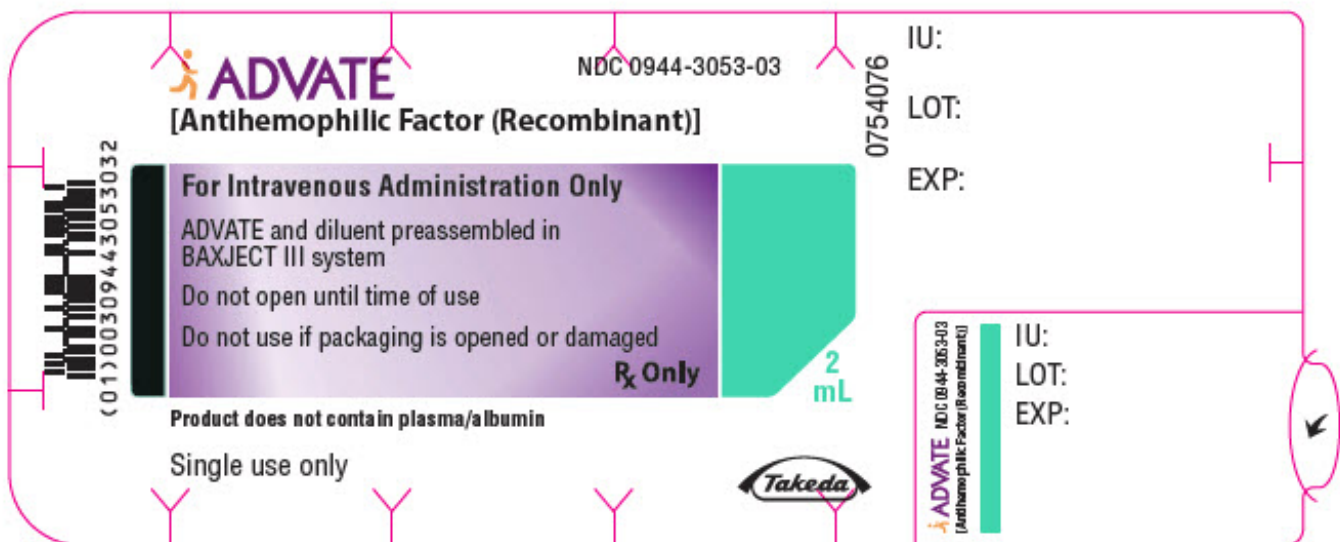 ADVATE
NDC 0944-3053-03
[Antihemophilic Factor (Recombinant)]
For Intravenous Administration Only
ADVATE and diluent preassembled in
BAXJECT III system
Do not open until time of use
Do not use if packaging is opened or damaged
Rx Only
2
mL
Product does not contain plasma/albumin
Single use only
Takeda
(01)00309443053032
0754076
IU:
LOT:
EXP:
ADVATE NDC 0944-3053-03
[Antihemophilic Factor (Recombinant)]
IU:
LOT:
EXP: